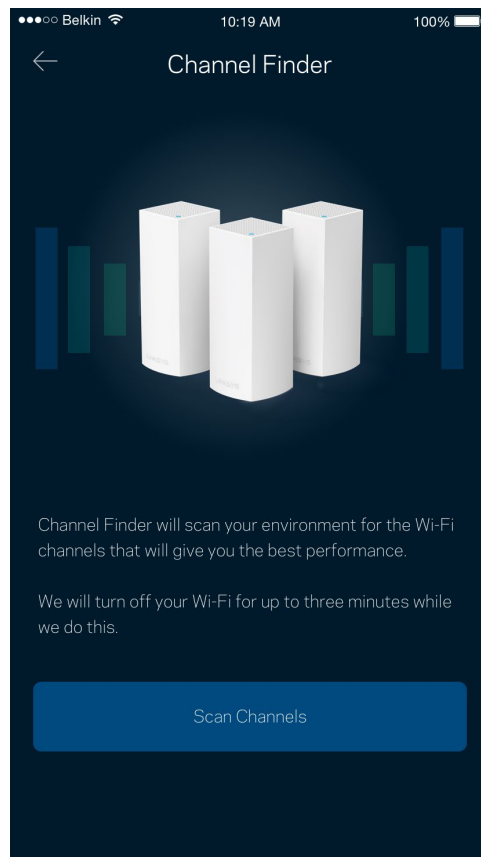 ●●●○○ Belkin 10:19 AM 100%
Channel Finder
Channel Finder will scan your environment for the Wi-Fi
channels that will give you the best performance.
We will turn off your Wi-Fi for up to three minutes while
we do this.
Scan Channels